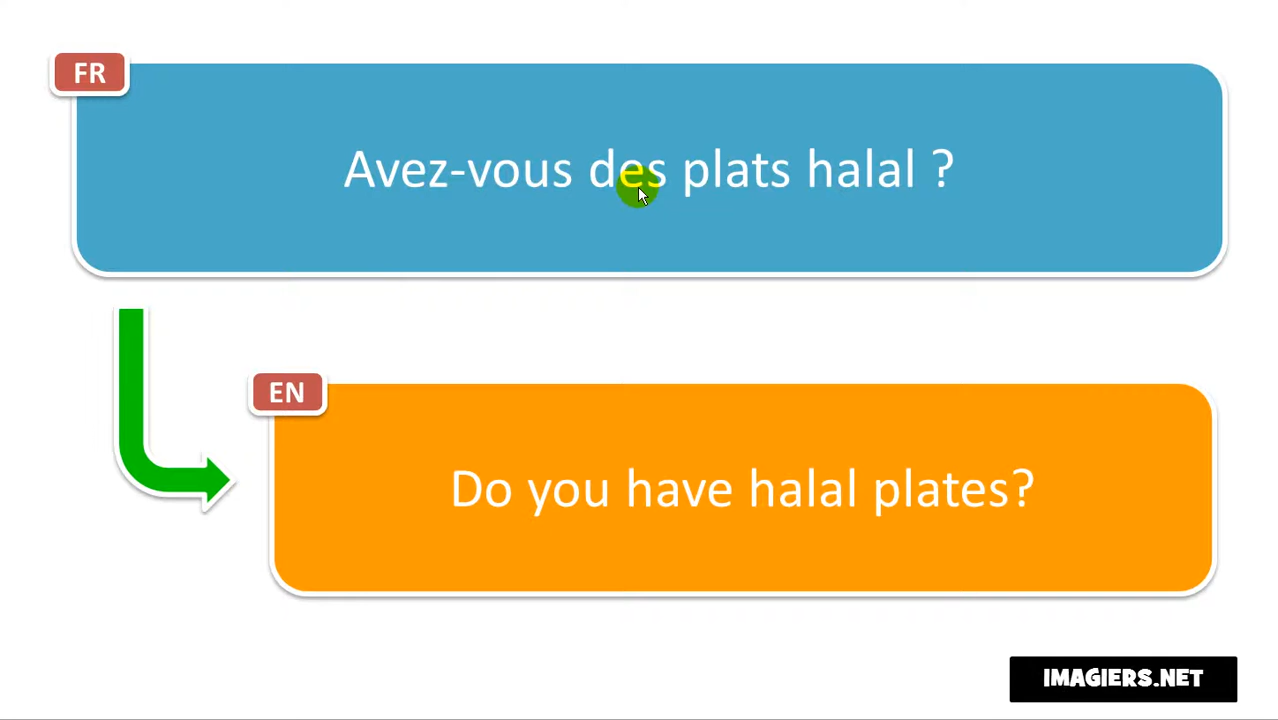 FR
Avez-vous des plats halal ?
EN
Do you have halal plates?
IMAGIERS.NET